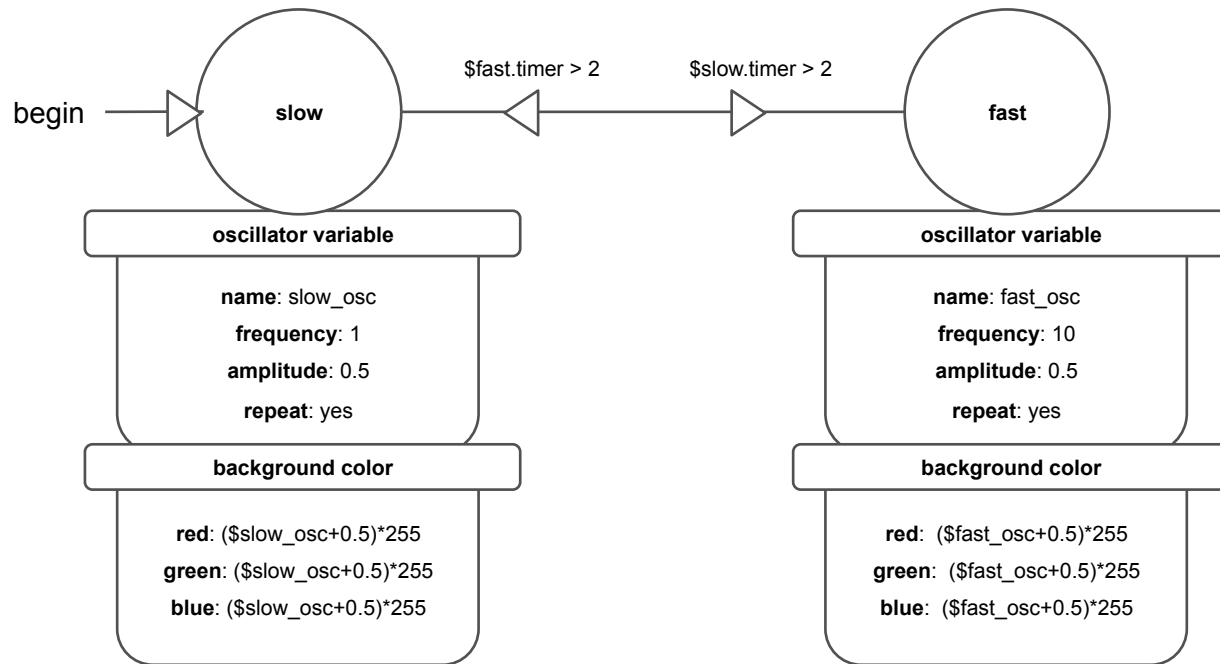 $fast.timer > 2
$slow.timer > 2
begin
slow
fast
oscillator variable
name: slow_osc
frequency: 1
amplitude: 0.5
repeat: yes
background color
red: ($slow_osc+0.5)*255
green: ($slow_osc+0.5)*255
blue: ($slow_osc+0.5)*255
oscillator variable
name: fast_osc
frequency: 10
amplitude: 0.5
repeat: yes
background color
red: ($fast_osc+0.5)*255
green: ($fast_osc+0.5)*255
blue: ($fast_osc+0.5)*255